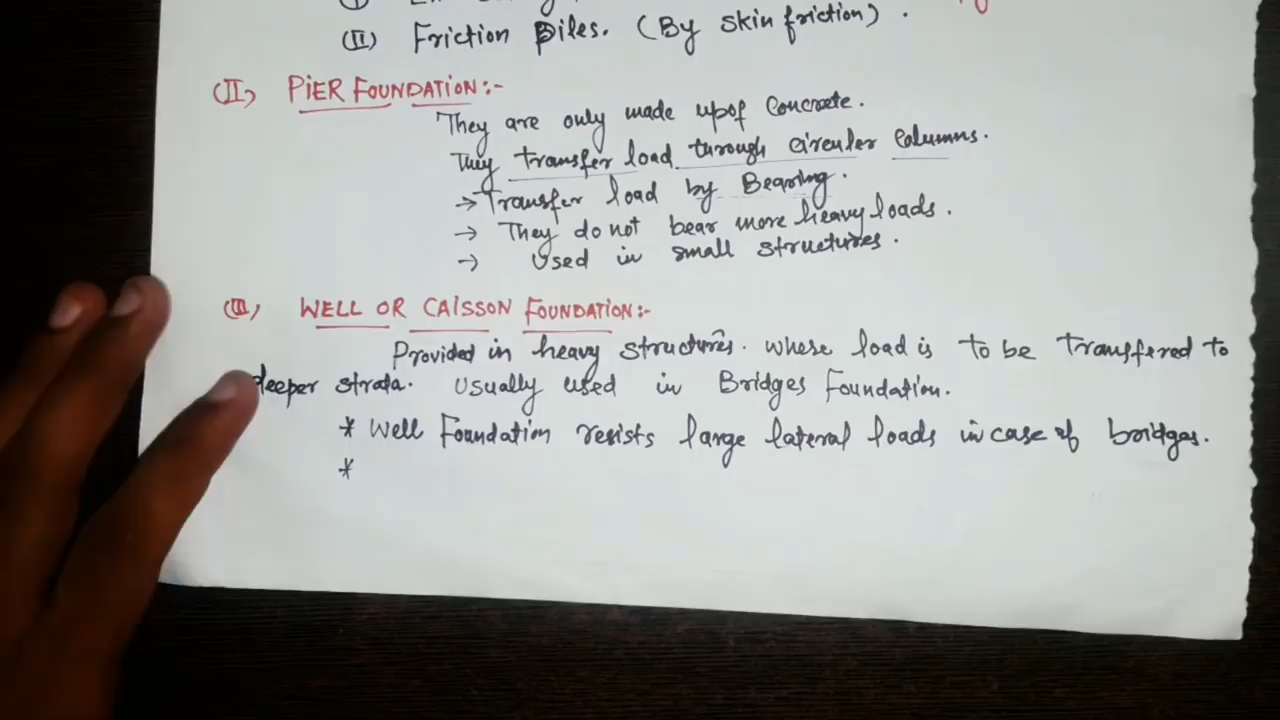 (II) Friction Piles. (By Skin friction).
(II) PIER FOUNDATION:-
They are only made upof Concrete.
They transfer load through circular Columns.
→ Transfer load by Bearing.
→ They do not bear more heavy loads.
→ Used in small structures.
(III) WELL OR CAISSON FOUNDATION:-
Provided in heavy structures. where load is to be transfered to
deeper strata. Usually used in Bridges Foundation.
* Well Foundation resists large lateral loads in case of bridges.
*